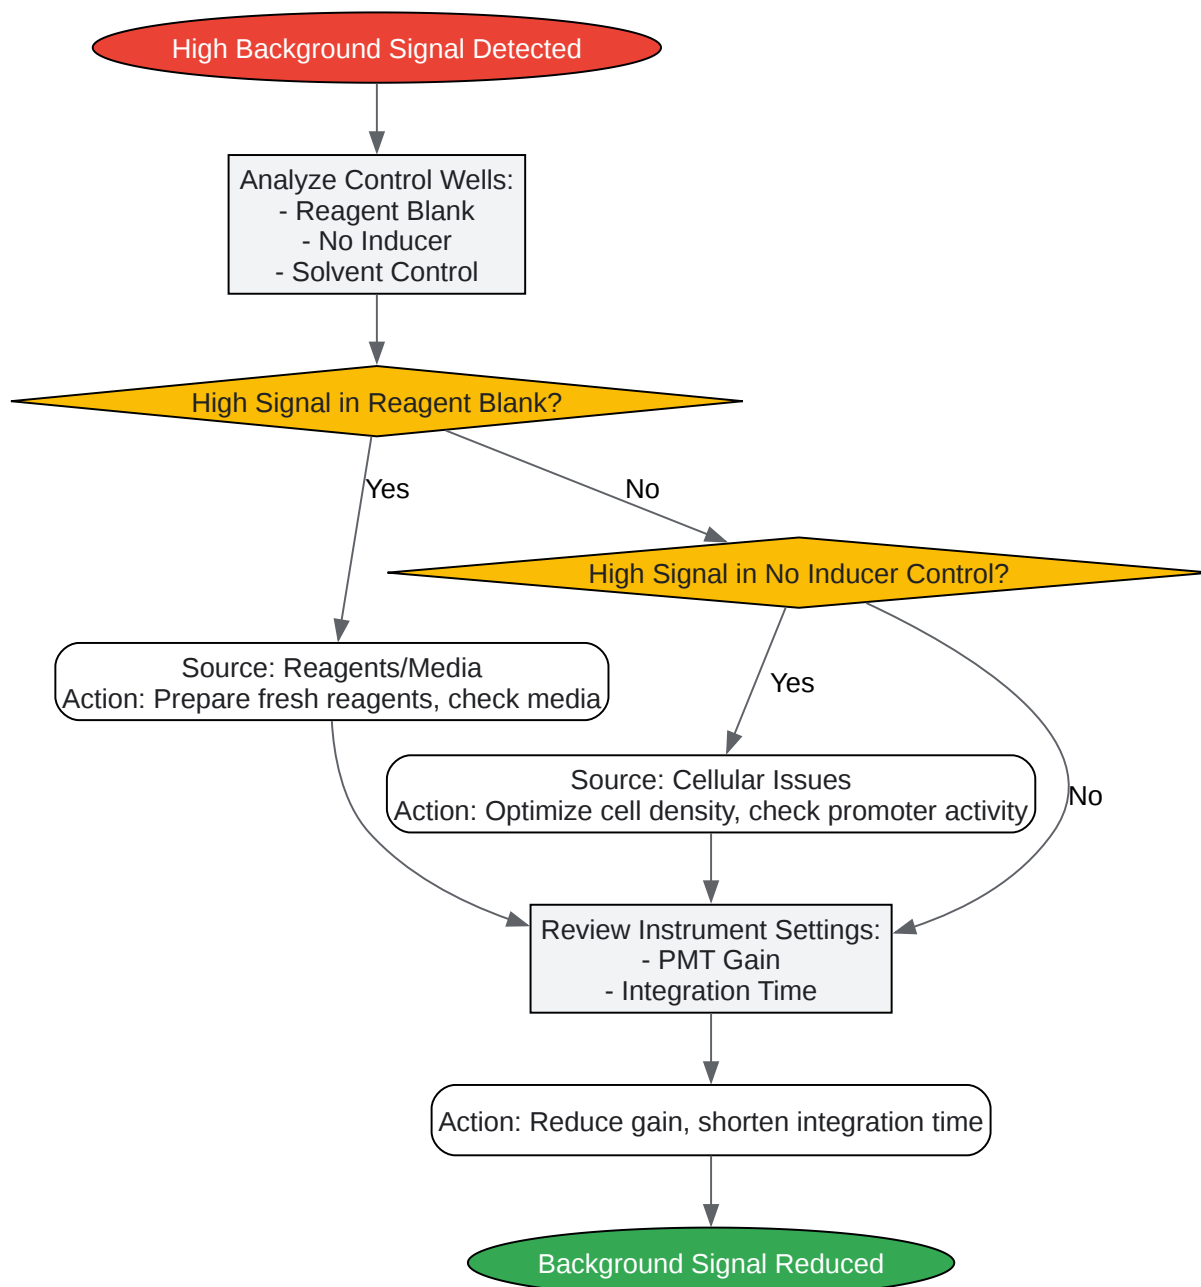 High Background Signal Detected
Analyze Control Wells:
- Reagent Blank
- No Inducer
- Solvent Control
High Signal in Reagent Blank?
Yes
No
High Signal in No Inducer Control?
Source: Reagents/Media
Action: Prepare fresh reagents, check media
Yes
No
Source: Cellular Issues
Action: Optimize cell density, check promoter activity
Review Instrument Settings:
- PMT Gain
- Integration Time
Action: Reduce gain, shorten integration time
Background Signal Reduced